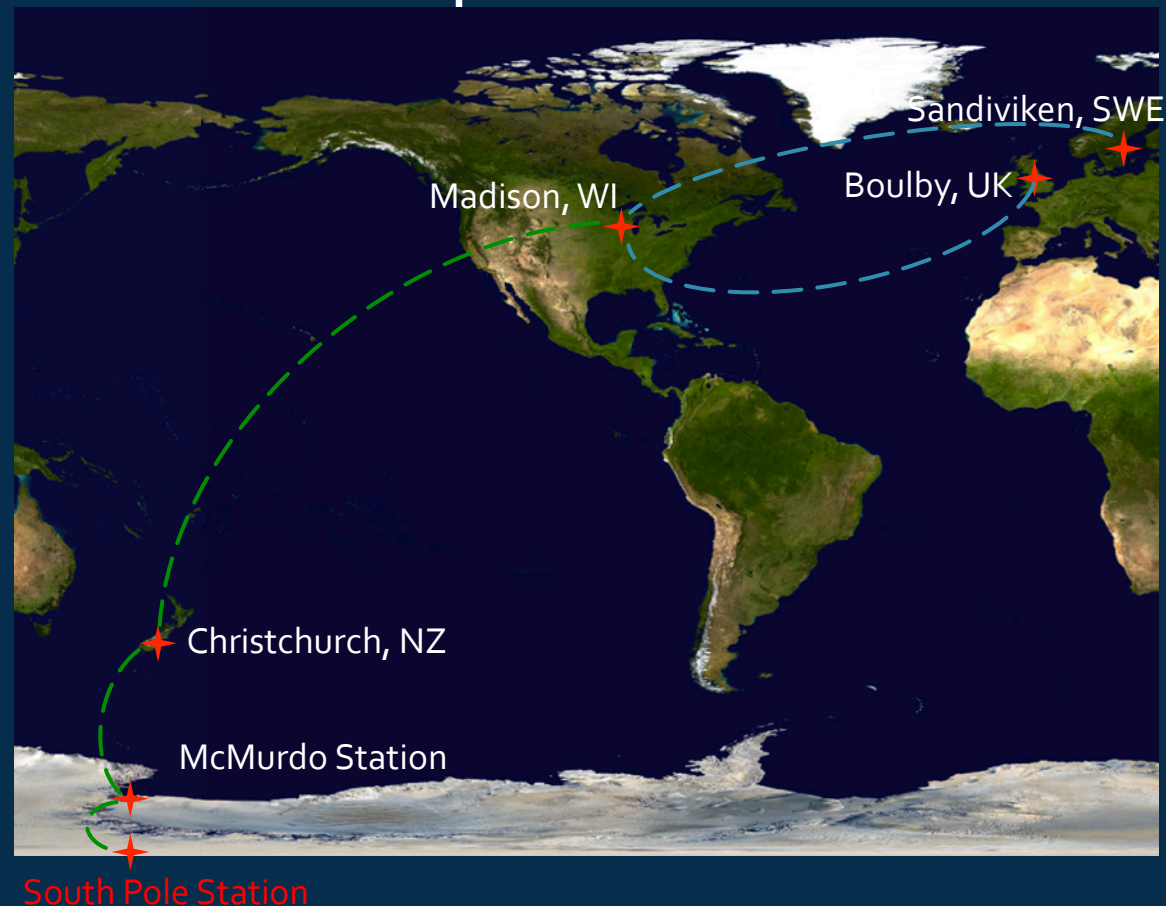 Sandiviken, SWE
Boulby, UK
Madison, WI
Christchurch, NZ
McMurdo Station
South Pole Station